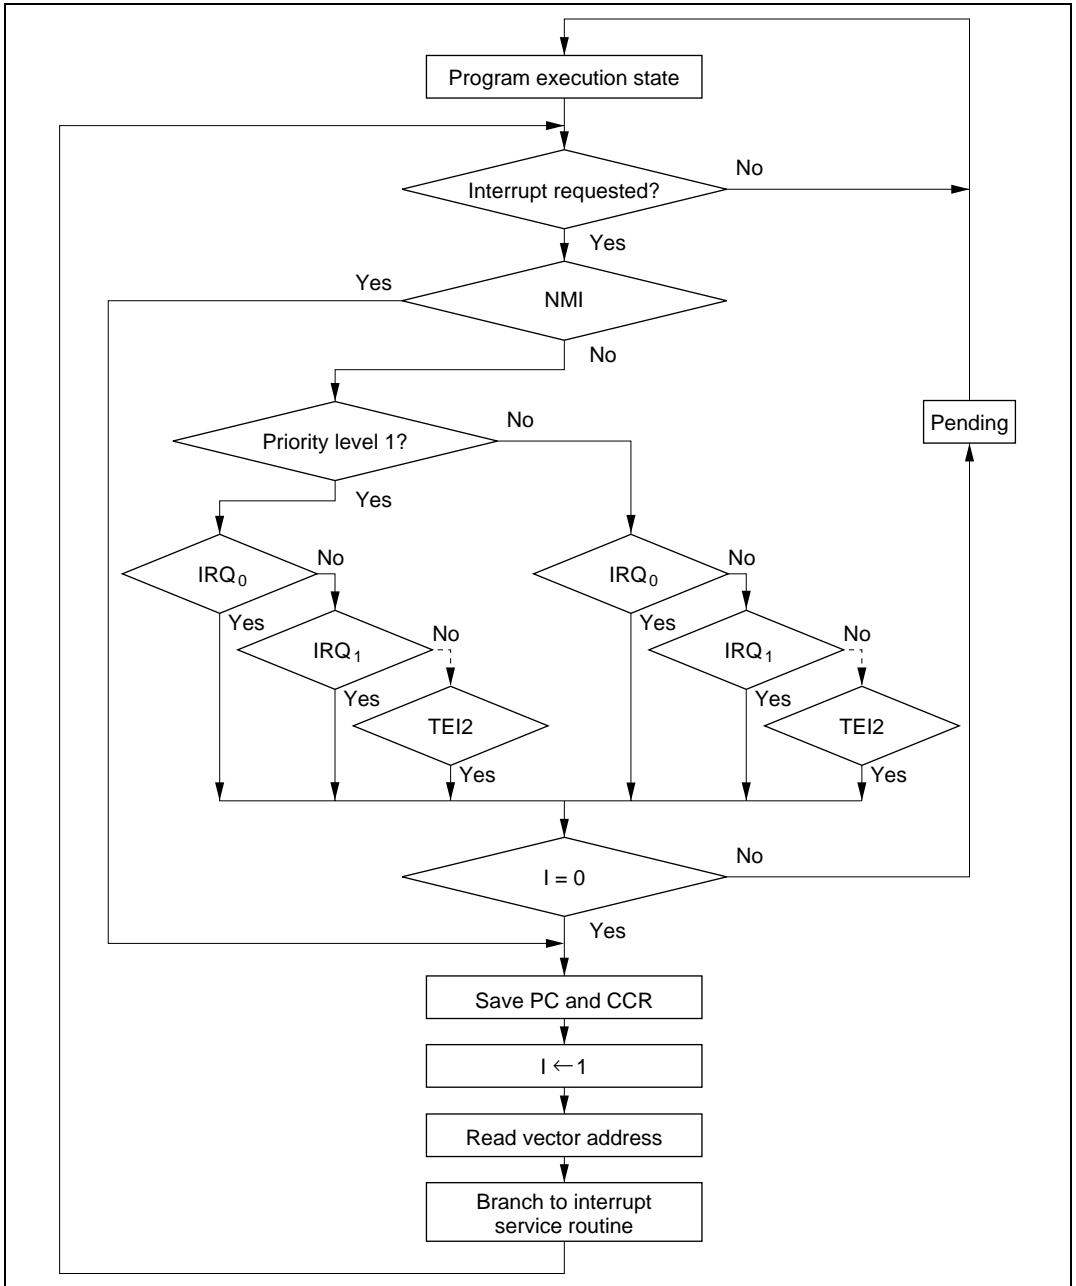 Program execution state
Interrupt requested?
No
Yes
Yes
NMI
No
Priority level 1?
No
Pending
Yes
IRQ0
No
IRQ0
No
Yes
Yes
IRQ1
No
IRQ1
No
Yes
Yes
TEI2
TEI2
Yes
Yes
I = 0
No
Yes
Save PC and CCR
I ← 1
Read vector address
Branch to interrupt
service routine